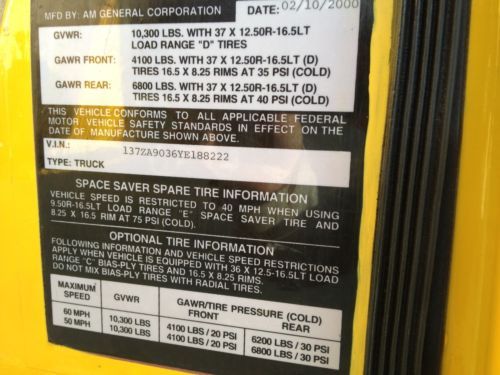 MFD BY: AM GENERAL CORPORATION DATE: 02/10/2000
GVWR: 10,300 LBS. WITH 37 X 12.50R-16.5LT
LOAD RANGE "D" TIRES
GAWR FRONT: 4100 LBS. WITH 37 X 12.50R-16.5LT (D)
TIRES 16.5 X 8.25 RIMS AT 35 PSI (COLD)
GAWR REAR: 6800 LBS. WITH 37 X 12.50R-16.5LT (D)
TIRES 16.5 X 8.25 RIMS AT 40 PSI (COLD)
THIS VEHICLE CONFORMS TO ALL APPLICABLE FEDERAL
MOTOR VEHICLE SAFETY STANDARDS IN EFFECT ON THE
DATE OF MANUFACTURE SHOWN ABOVE.
V.I.N.: 137ZA9036YE188222
TYPE: TRUCK
SPACE SAVER SPARE TIRE INFORMATION
VEHICLE SPEED IS RESTRICTED TO 40 MPH WHEN USING
9.50R-16.5LT LOAD RANGE "E" SPACE SAVER TIRE AND
8.25 X 16.5 RIM AT 75 PSI (COLD).
OPTIONAL TIRE INFORMATION
FOLLOWING INFORMATION AND VEHICLE SPEED RESTRICTIONS
APPLY WHEN VEHICLE IS EQUIPPED WITH 36 X 12.5-16.5LT LOAD
RANGE "C" BIAS-PLY TIRES AND 16.5 X 8.25 RIMS.
DO NOT MIX BIAS-PLY TIRES WITH RADIAL TIRES.
MAXIMUM SPEED GVWR GAWR/TIRE PRESSURE (COLD)
FRONT REAR
60 MPH 10,300 LBS 4100 LBS / 20 PSI 6200 LBS / 30 PSI
50 MPH 10,300 LBS 4100 LBS / 20 PSI 6800 LBS / 30 PSI